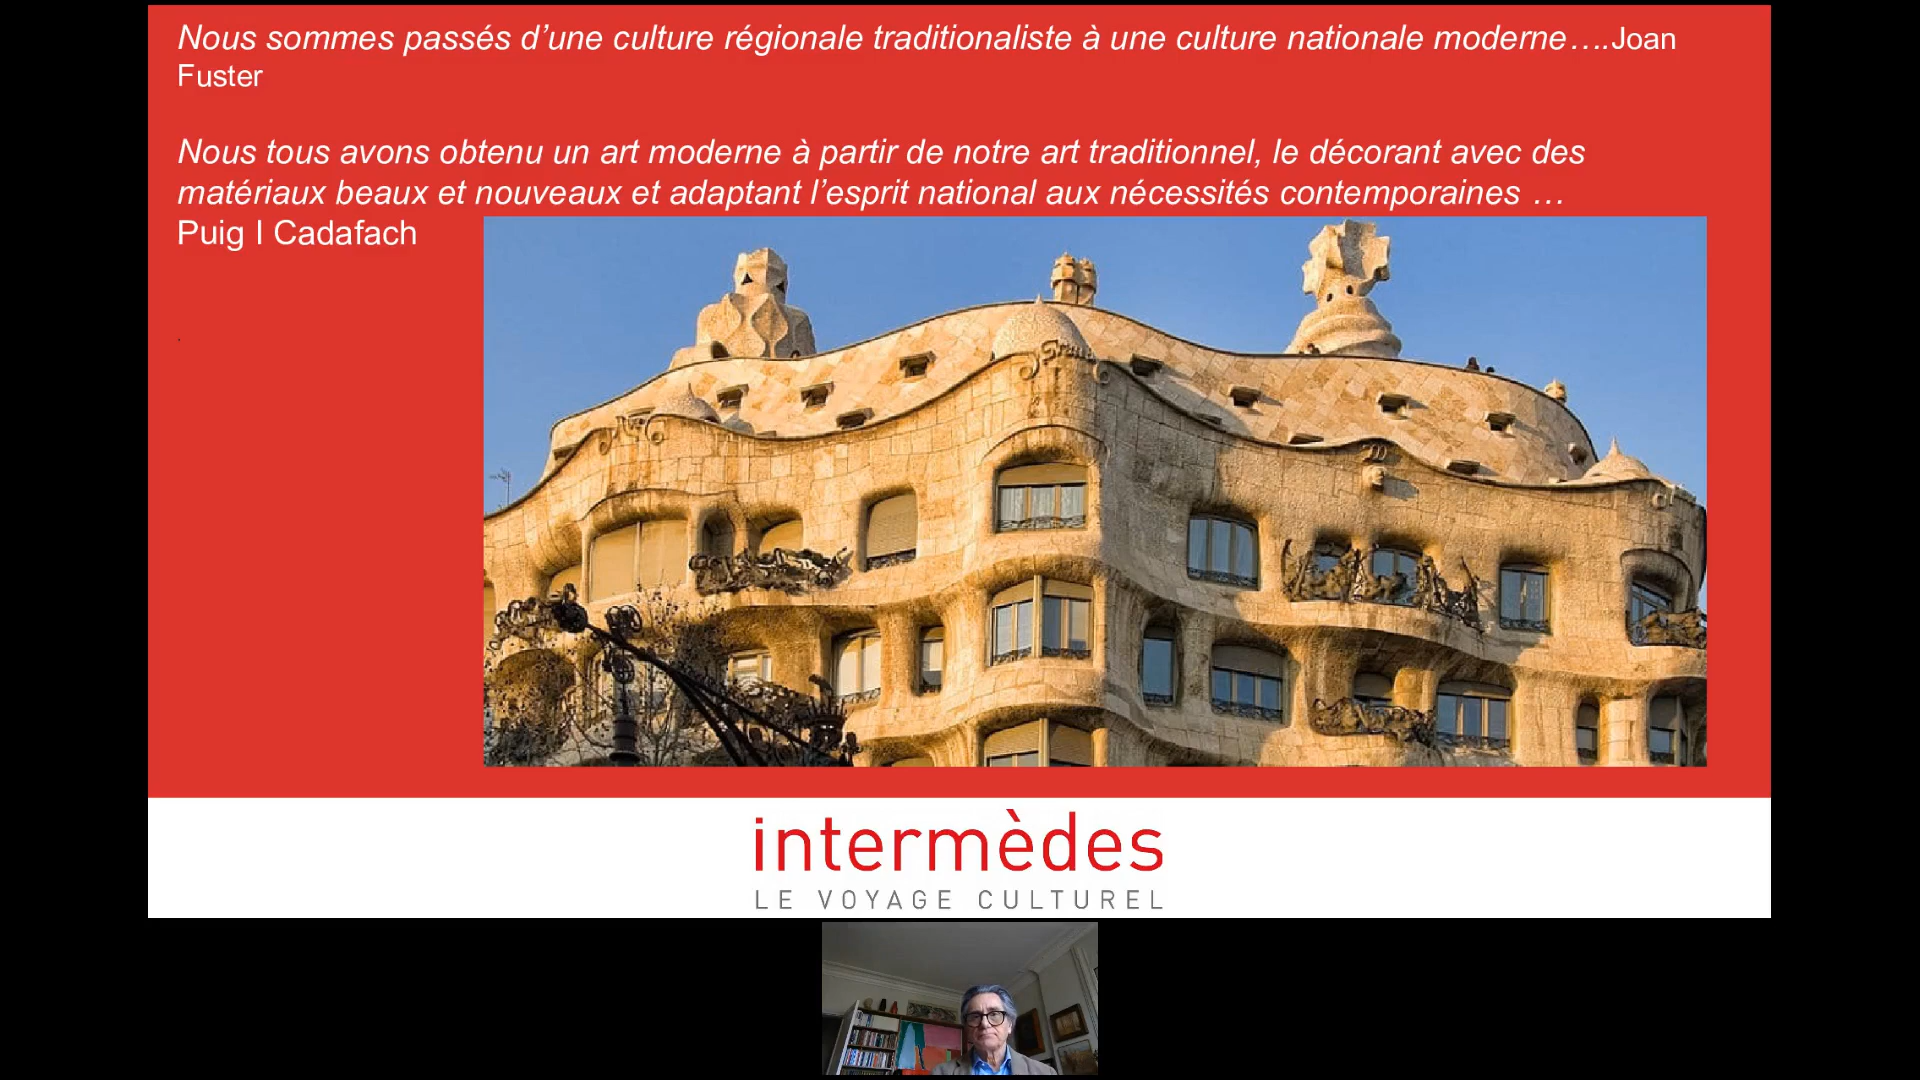 Nous sommes passés d’une culture régionale traditionaliste à une culture nationale moderne….Joan
Fuster
Nous tous avons obtenu un art moderne à partir de notre art traditionnel, le décorant avec des
matériaux beaux et nouveaux et adaptant l’esprit national aux nécessités contemporaines …
Puig I Cadafach
intermèdes
LE VOYAGE CULTUREL